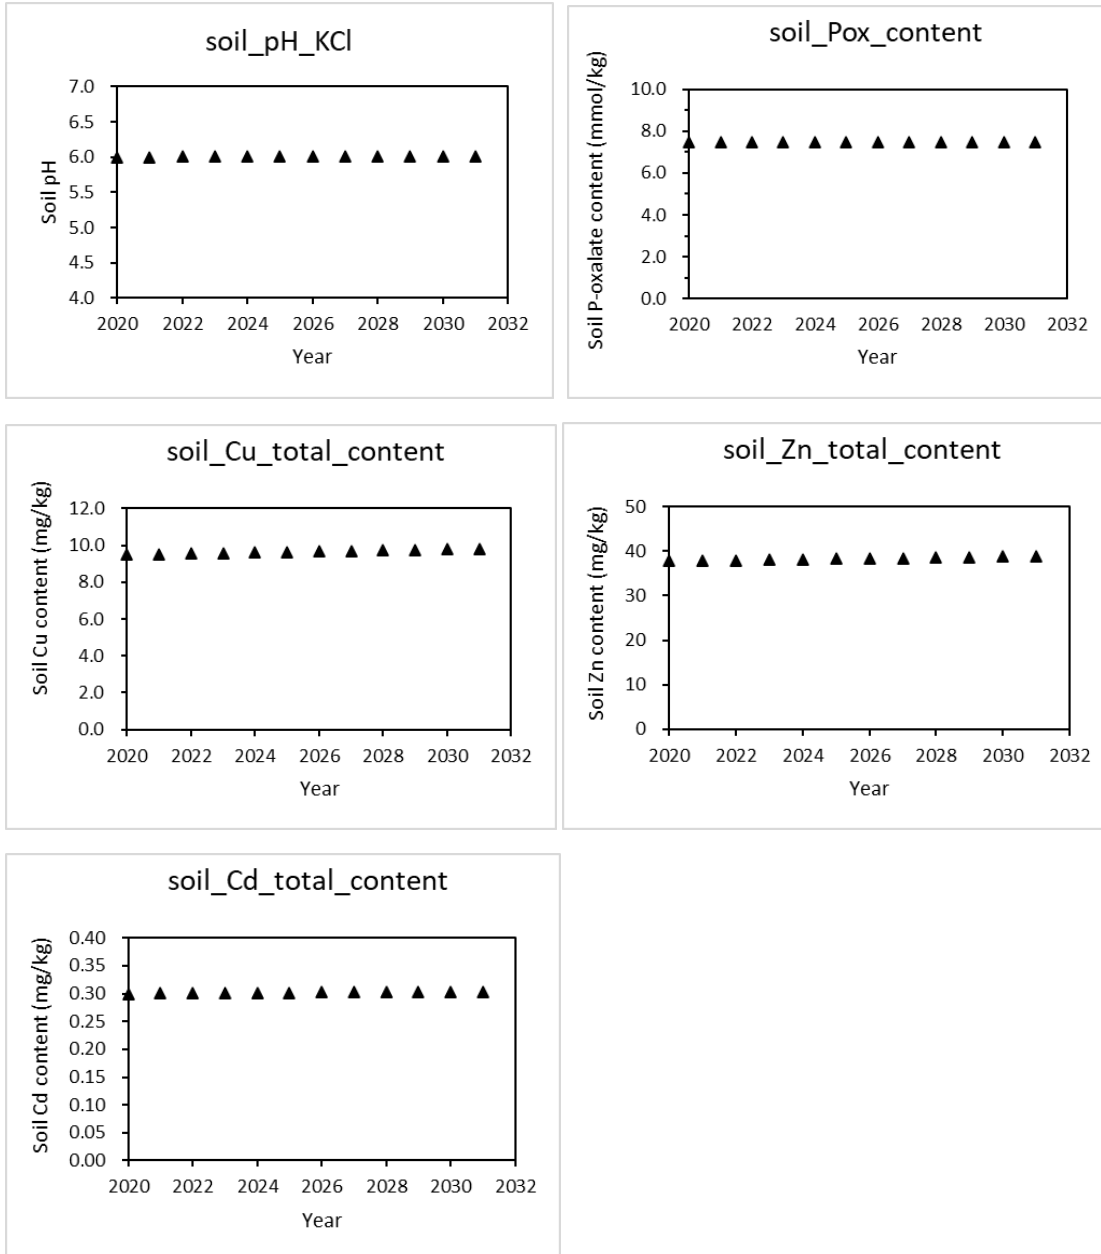 soil_pH_KCl
Soil pH
7.0
6.5
6.0
5.5
5.0
4.5
4.0
2020 2022 2024 2026 2028 2030 2032
Year
soil_Pox_content
Soil P-oxalate content (mmol/kg)
10.0
8.0
6.0
4.0
2.0
0.0
2020 2022 2024 2026 2028 2030 2032
Year
soil_Cu_total_content
Soil Cu content (mg/kg)
12.0
10.0
8.0
6.0
4.0
2.0
0.0
2020 2022 2024 2026 2028 2030 2032
Year
soil_Zn_total_content
Soil Zn content (mg/kg)
50
40
30
20
10
0
2020 2022 2024 2026 2028 2030 2032
Year
soil_Cd_total_content
Soil Cd content (mg/kg)
0.40
0.35
0.30
0.25
0.20
0.15
0.10
0.05
0.00
2020 2022 2024 2026 2028 2030 2032
Year